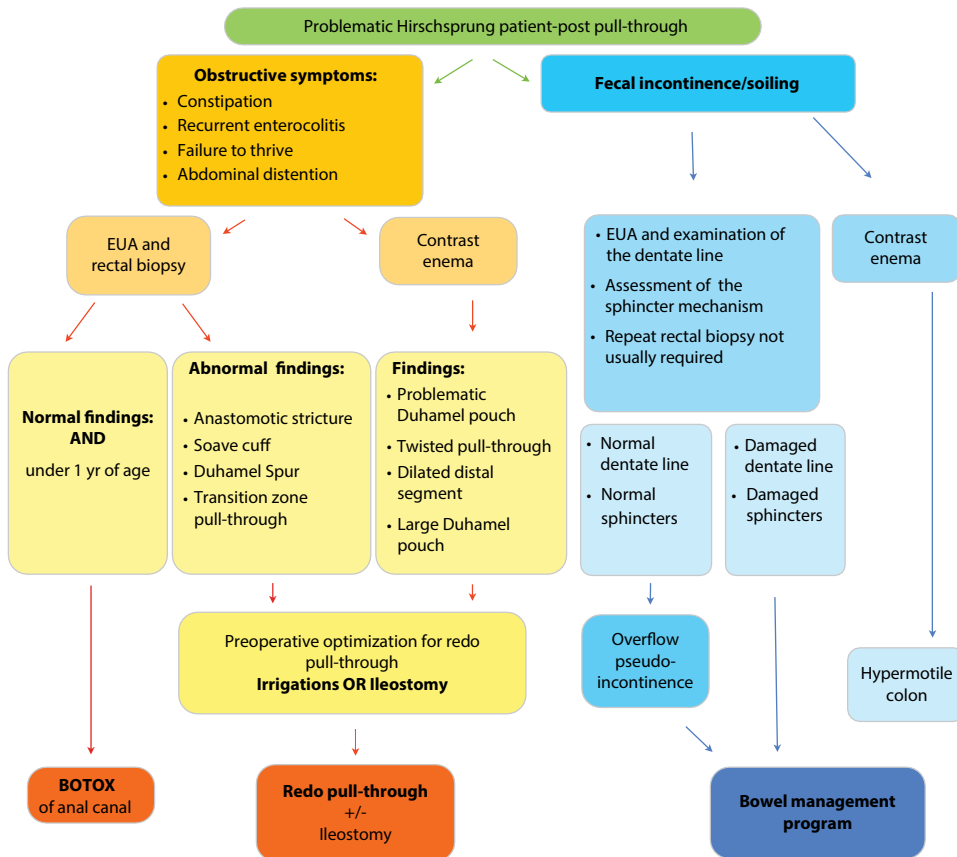 Problematic Hirschsprung patient-post pull-through
Obstructive symptoms:
• Constipation
• Recurrent enterocolitis
• Failure to thrive
• Abdominal distention
Fecal incontinence/soiling
EUA and
rectal biopsy
Contrast
enema
• EUA and examination of
the dentate line
• Assessment of the
sphincter mechanism
• Repeat rectal biopsy not
usually required
Contrast
enema
Normal findings:
AND
under 1 yr of age
Abnormal findings:
• Anastomotic stricture
• Soave cuff
• Duhamel Spur
• Transition zone
pull-through
Findings:
• Problematic
Duhamel pouch
• Twisted pull-through
• Dilated distal
segment
• Large Duhamel
pouch
• Normal
dentate line
• Normal
sphincters
• Damaged
dentate line
• Damaged
sphincters
Preoperative optimization for redo
pull-through
Irrigations OR Ileostomy
Overflow
pseudo-
incontinence
Hypermotile
colon
BOTOX
of anal canal
Redo pull-through
+/-
Ileostomy
Bowel management
program